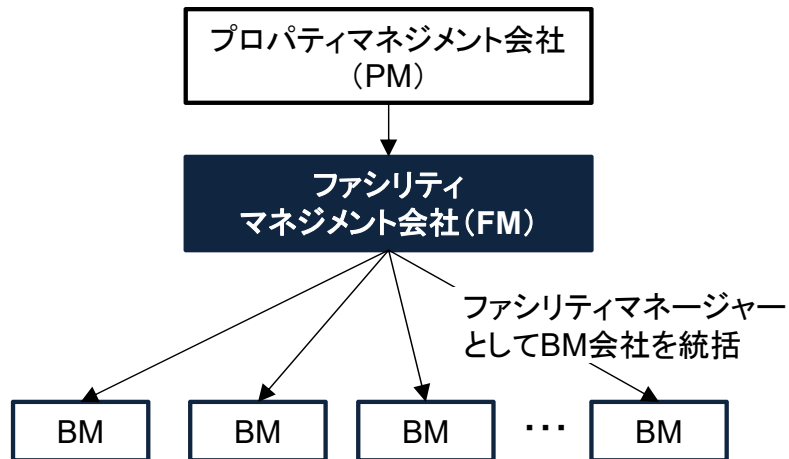 プロパティマネジメント会社
（PM）
ファシリティ
マネジメント会社（FM）
ファシリティマネージャー
としてBM会社を統括
BM
BM
BM
…
BM